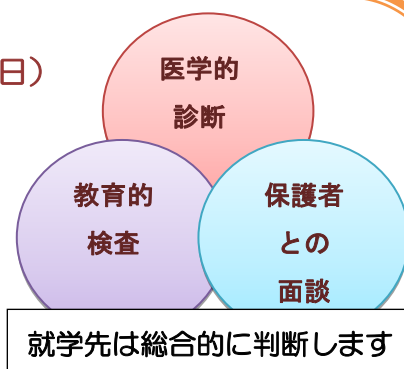 日）
医学的
診断
教育的
検査
保護者
との
面談
就学先は総合的に判断します